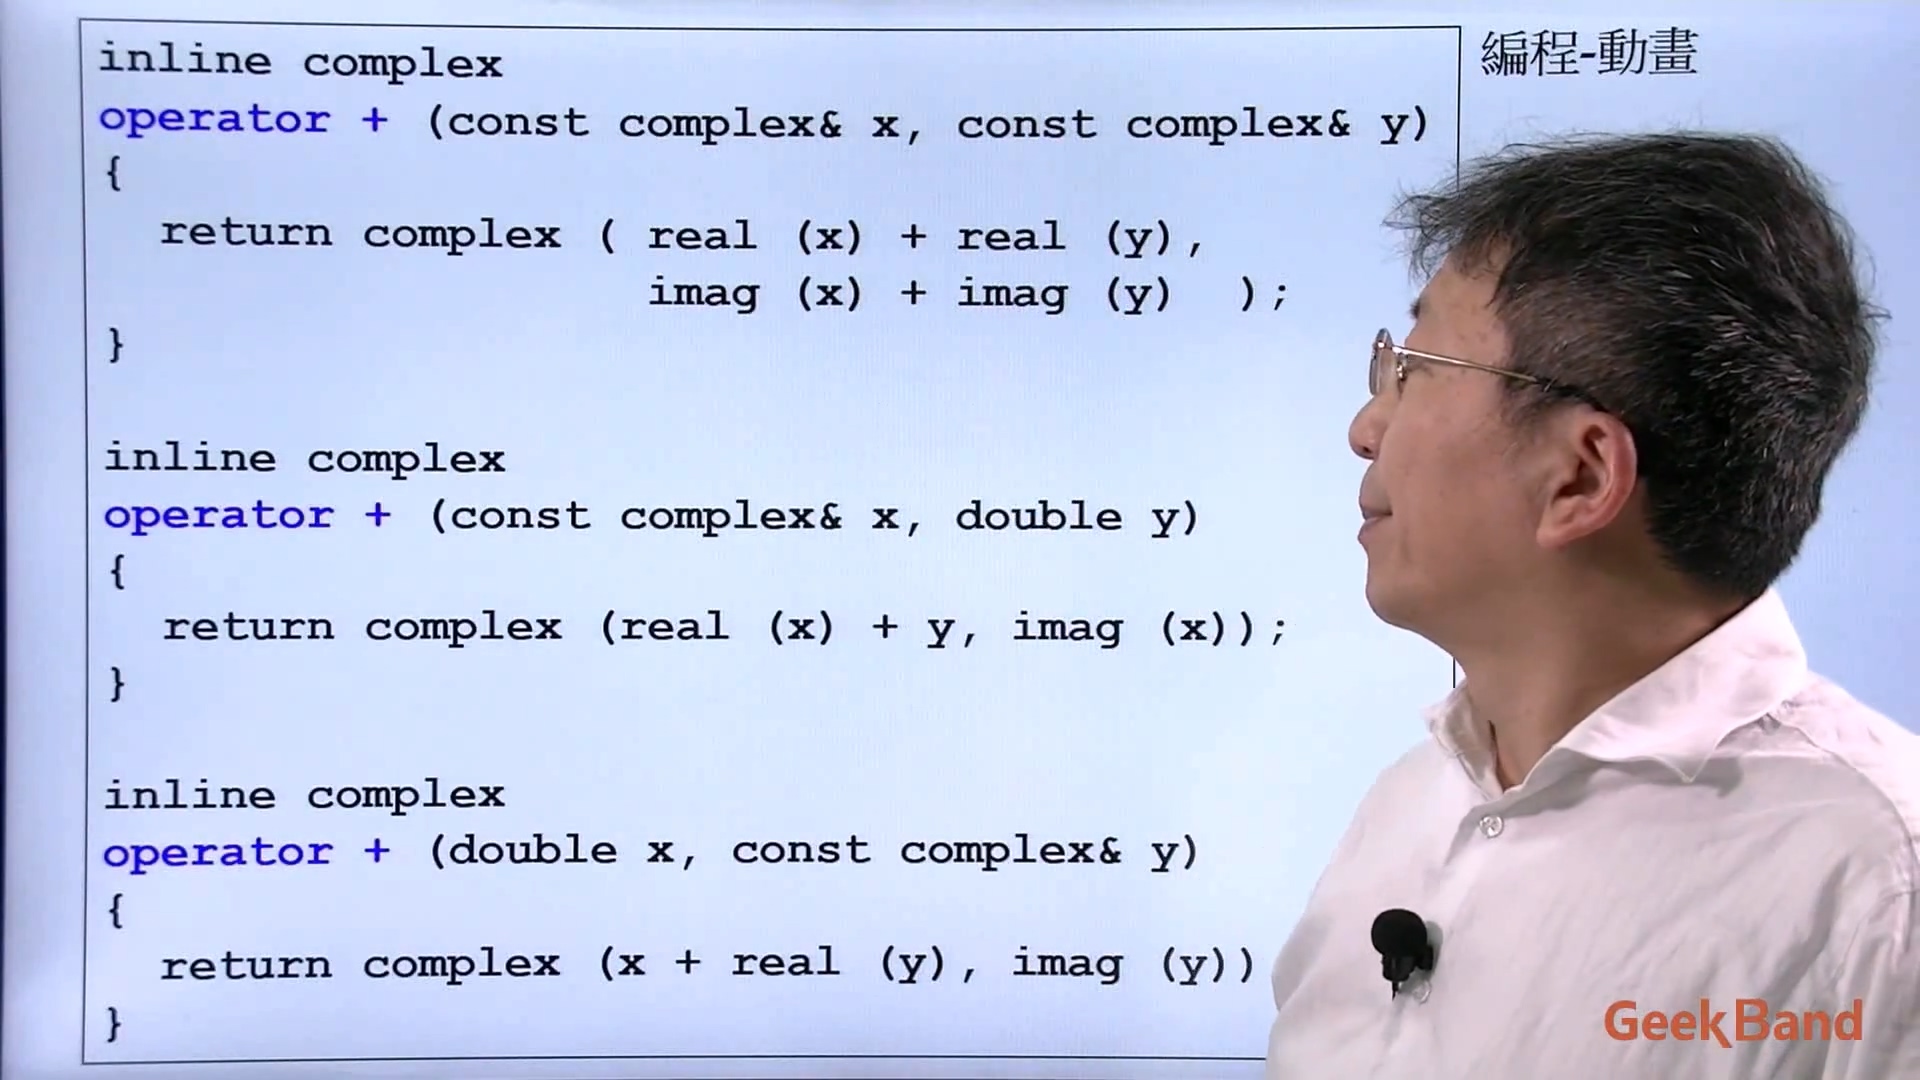 inline complex
operator + (const complex& x, const complex& y)
{
return complex ( real (x) + real (y),
imag (x) + imag (y) );
}
inline complex
operator + (const complex& x, double y)
{
return complex (real (x) + y, imag (x));
}
inline complex
operator + (double x, const complex& y)
{
return complex (x + real (y), imag (y))
}
編程-動畫
GeekBand